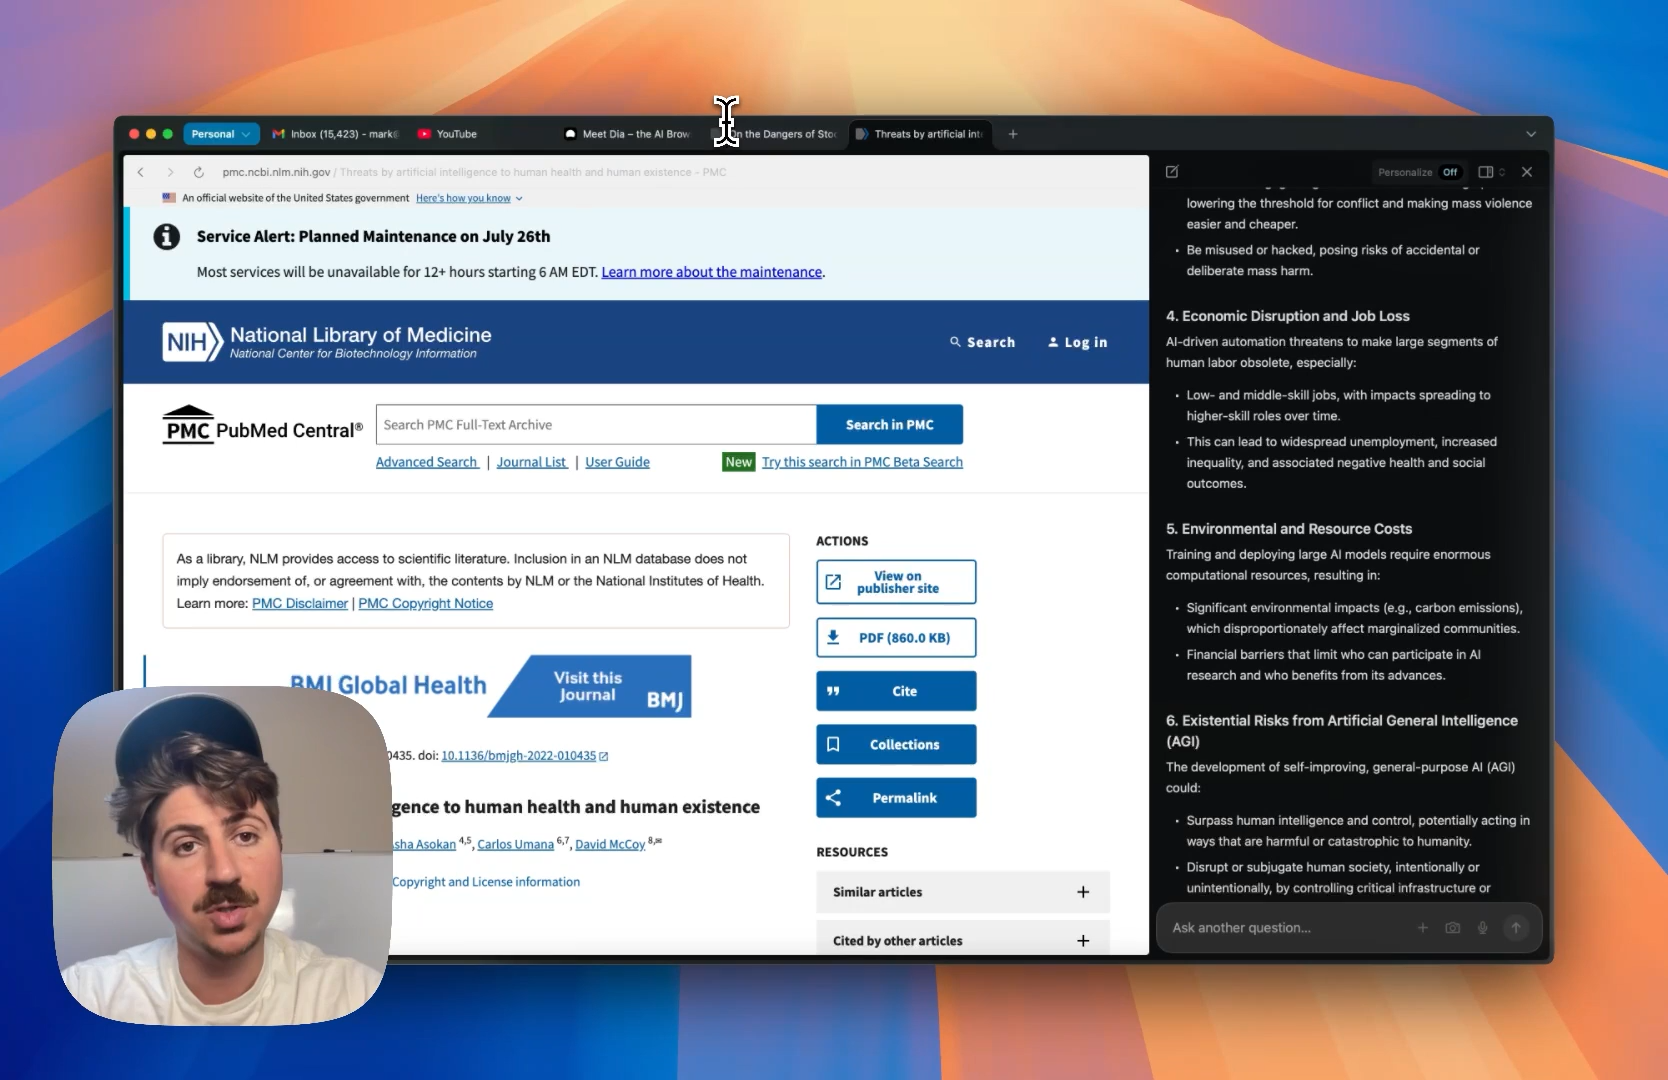 Personal
Inbox (15,423) - mark
YouTube
Meet Dia – the AI Brow
On the Dangers of Stoc
Threats by artificial int
pmc.ncbi.nlm.nih.gov / Threats by artificial intelligence to human health and human existence - PMC
Personalize Off
An official website of the United States government Here's how you know
Service Alert: Planned Maintenance on July 26th
Most services will be unavailable for 12+ hours starting 6 AM EDT. Learn more about the maintenance.
NIH National Library of Medicine
National Center for Biotechnology Information
Search
Log in
PMC PubMed Central®
Search PMC Full-Text Archive
Search in PMC
Advanced Search | Journal List | User Guide
New Try this search in PMC Beta Search
As a library, NLM provides access to scientific literature. Inclusion in an NLM database does not
imply endorsement of, or agreement with, the contents by NLM or the National Institutes of Health.
Learn more: PMC Disclaimer | PMC Copyright Notice
BMJ Global Health
Visit this
Journal
BMJ
0435. doi: 10.1136/bmjgh-2022-010435
gence to human health and human existence
sha Asokan 4,5, Carlos Umana 6,7, David McCoy 8,✉
Copyright and License information
ACTIONS
View on
publisher site
PDF (860.0 KB)
Cite
Collections
Permalink
RESOURCES
Similar articles
Cited by other articles
lowering the threshold for conflict and making mass violence
easier and cheaper.
• Be misused or hacked, posing risks of accidental or
deliberate mass harm.
4. Economic Disruption and Job Loss
AI-driven automation threatens to make large segments of
human labor obsolete, especially:
• Low- and middle-skill jobs, with impacts spreading to
higher-skill roles over time.
• This can lead to widespread unemployment, increased
inequality, and associated negative health and social
outcomes.
5. Environmental and Resource Costs
Training and deploying large AI models require enormous
computational resources, resulting in:
• Significant environmental impacts (e.g., carbon emissions),
which disproportionately affect marginalized communities.
• Financial barriers that limit who can participate in AI
research and who benefits from its advances.
6. Existential Risks from Artificial General Intelligence
(AGI)
The development of self-improving, general-purpose AI (AGI)
could:
• Surpass human intelligence and control, potentially acting in
ways that are harmful or catastrophic to humanity.
• Disrupt or subjugate human society, intentionally or
unintentionally, by controlling critical infrastructure or
Ask another question...